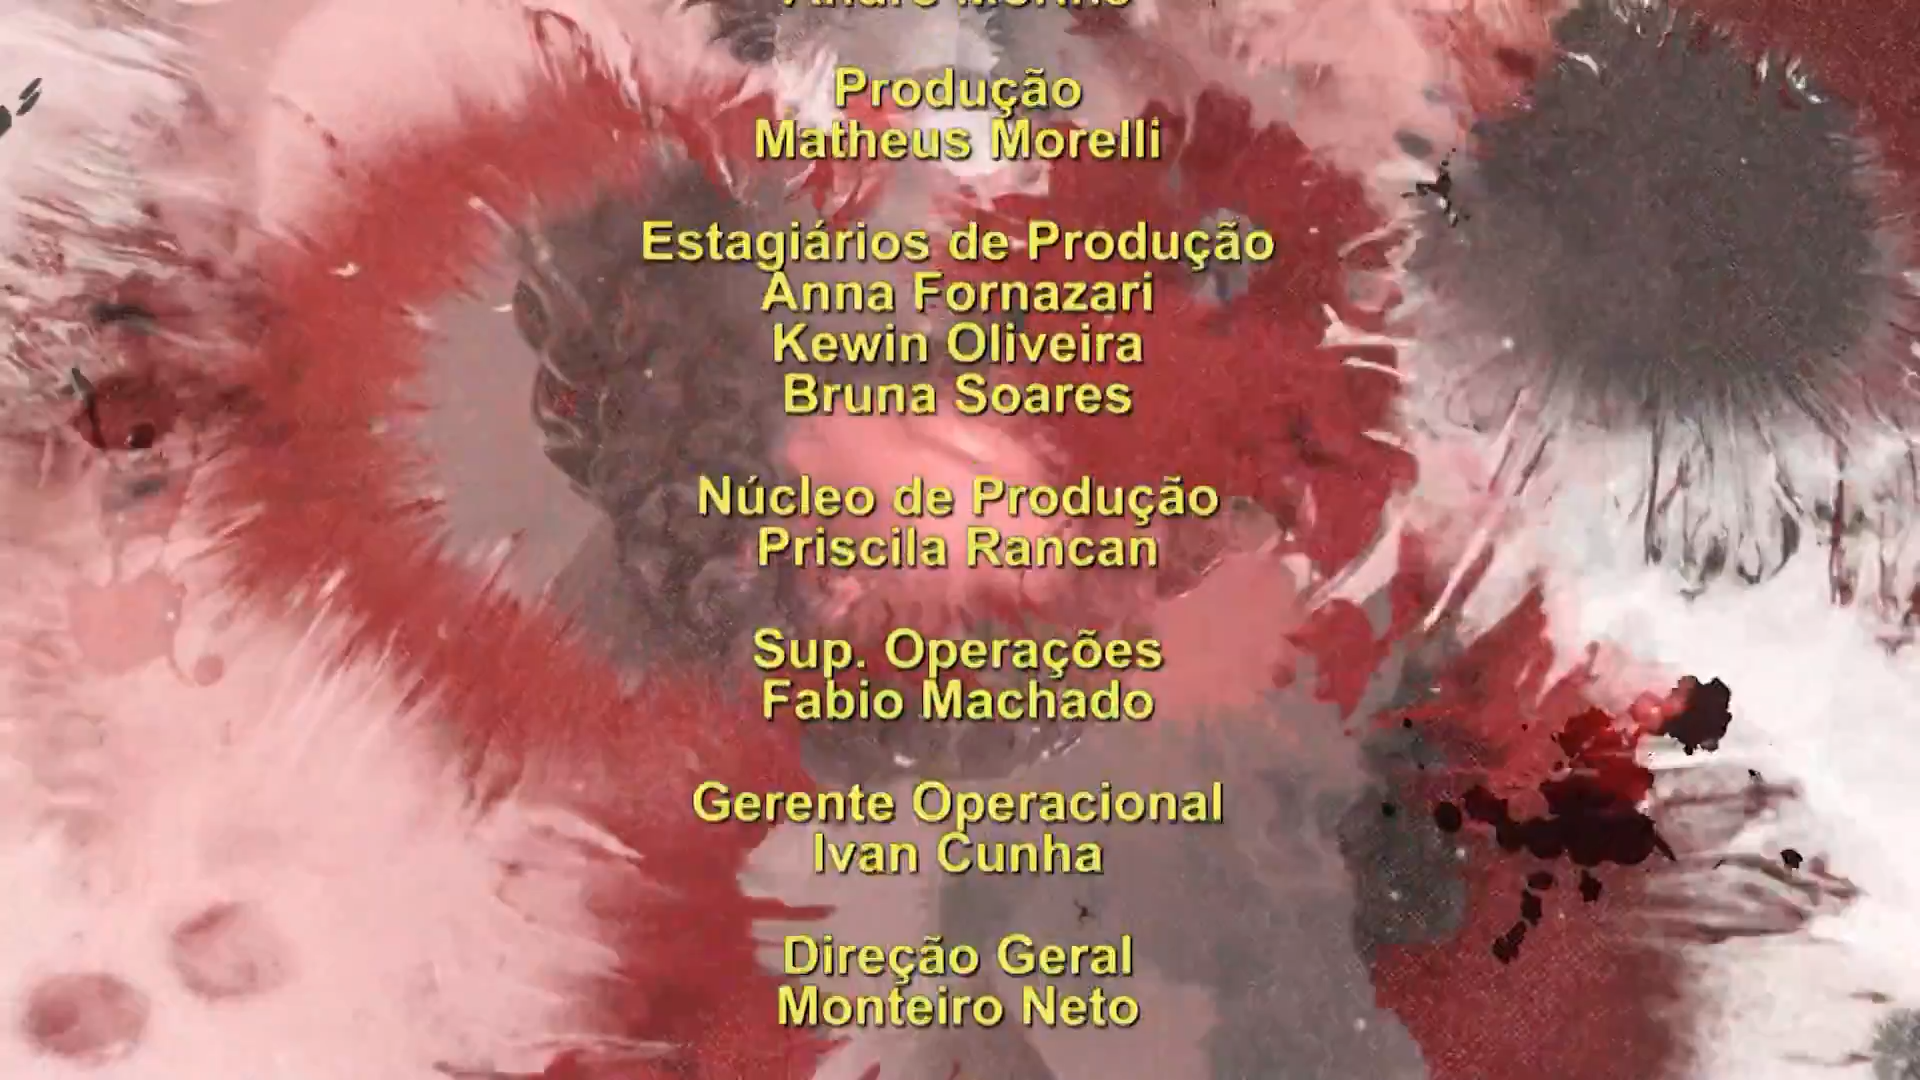 Produção
Matheus Morelli
Estagiários de Produção
Anna Fornazari
Kewin Oliveira
Bruna Soares
Núcleo de Produção
Priscila Rancan
Sup. Operações
Fabio Machado
Gerente Operacional
Ivan Cunha
Direção Geral
Monteiro Neto